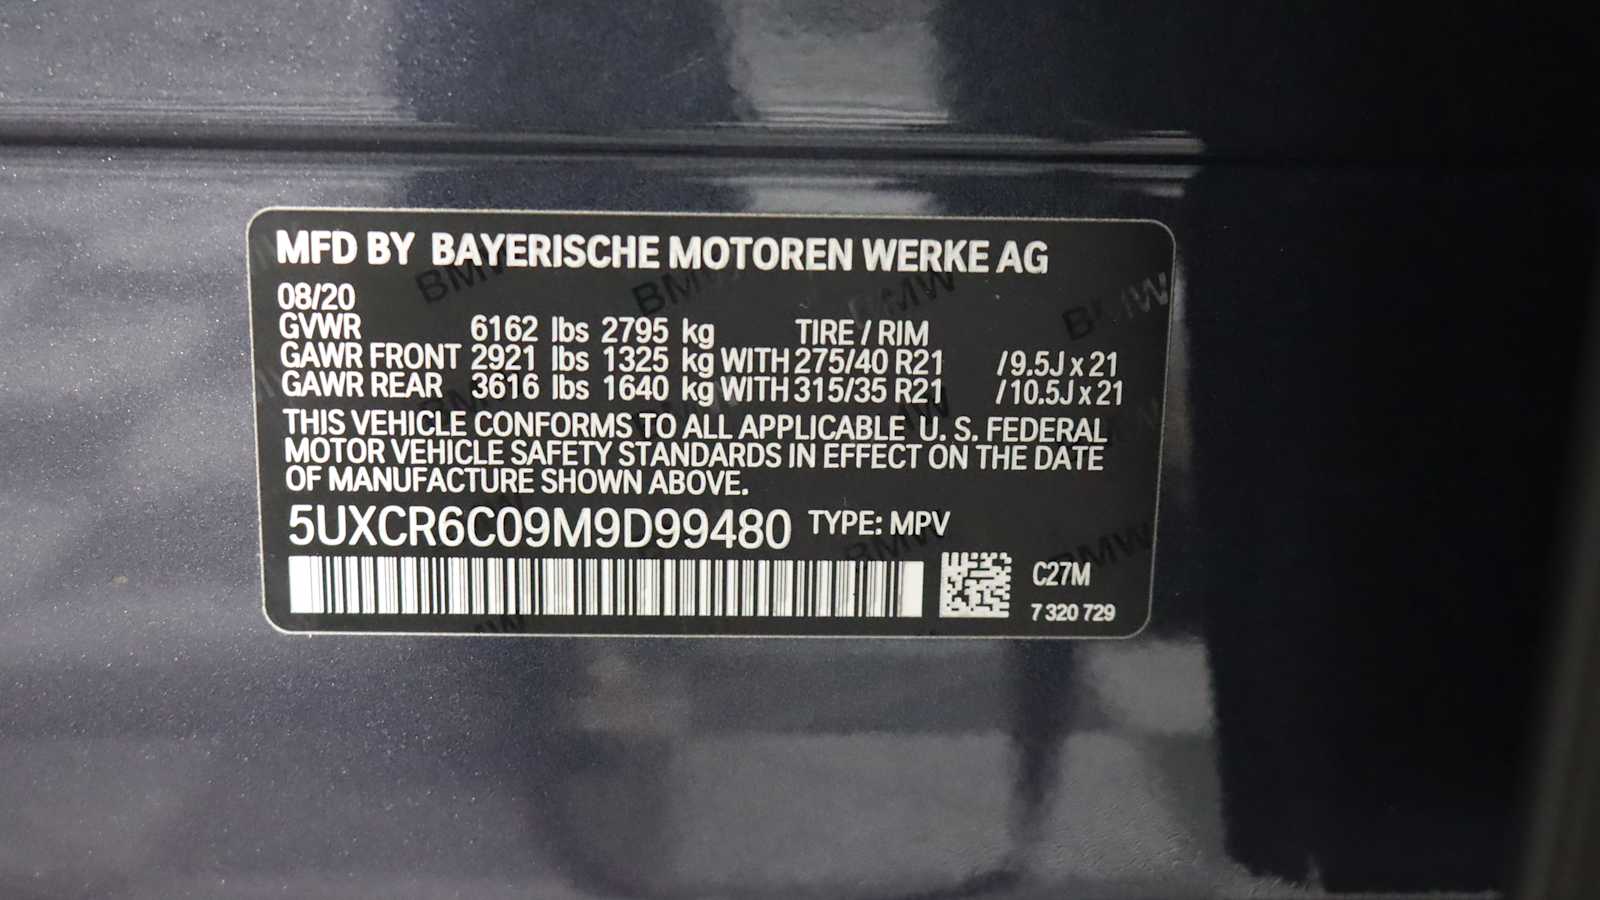 MFD BY BAYERISCHE MOTOREN WERKE AG
08/20
GVWR 6162 lbs 2795 kg TIRE / RIM
GAWR FRONT 2921 lbs 1325 kg WITH 275/40 R21 / 9.5J x 21
GAWR REAR 3616 lbs 1640 kg WITH 315/35 R21 / 10.5J x 21
THIS VEHICLE CONFORMS TO ALL APPLICABLE U. S. FEDERAL
MOTOR VEHICLE SAFETY STANDARDS IN EFFECT ON THE DATE
OF MANUFACTURE SHOWN ABOVE.
5UXCR6C09M9D99480 TYPE: MPV
C27M
7 320 729